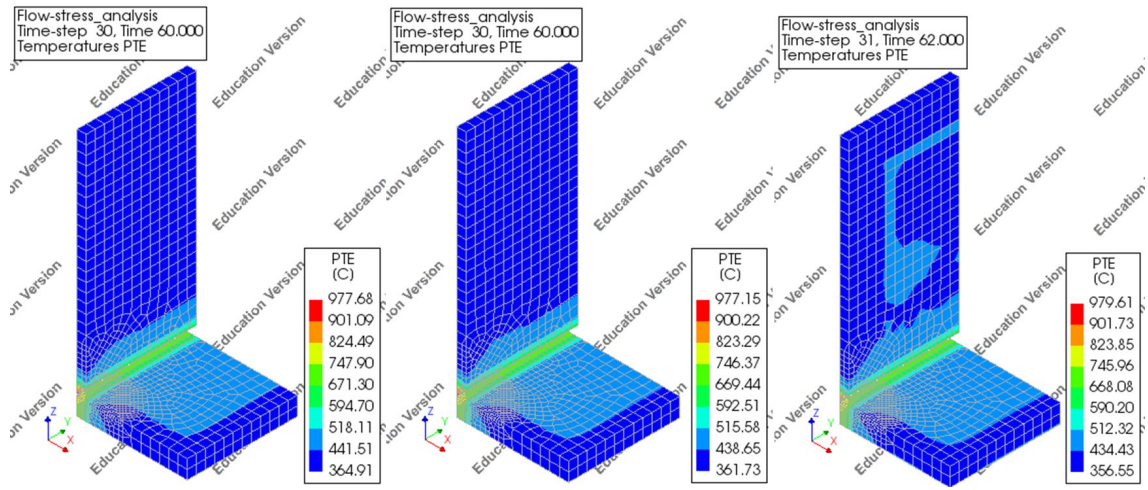 Flow-stress_analysis
Time-step 30, Time 60.000
Temperatures PTE
Education Version
PTE
(C)
977.68
901.09
824.49
747.90
671.30
594.70
518.11
441.51
364.91
Z
Y
X
Flow-stress_analysis
Time-step 30, Time 60.000
Temperatures PTE
Education Version
PTE
(C)
977.15
900.22
823.29
746.37
669.44
592.51
515.58
438.65
361.73
Z
Y
X
Flow-stress_analysis
Time-step 31, Time 62.000
Temperatures PTE
Education Version
PTE
(C)
979.61
901.73
823.85
745.96
668.08
590.20
512.32
434.43
356.55
Z
Y
X